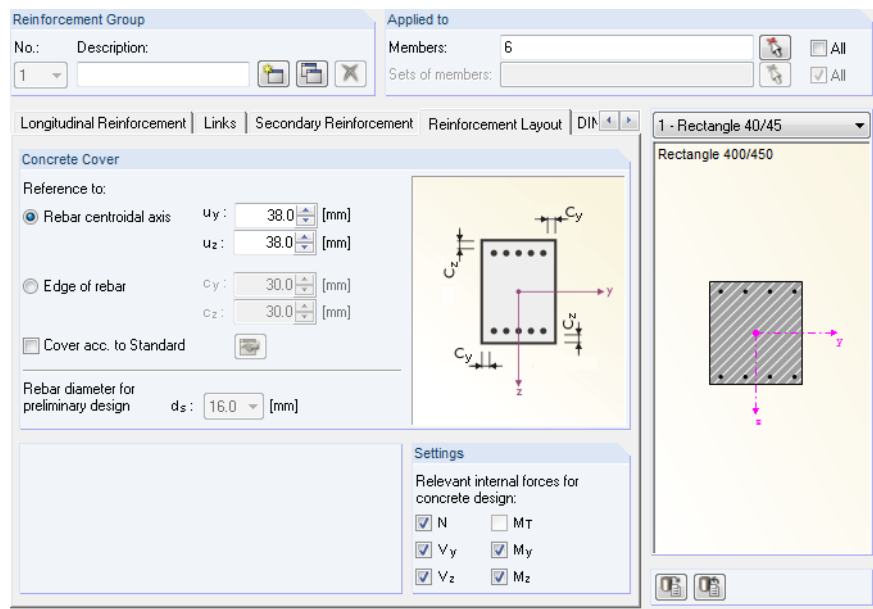 Reinforcement Group
Applied to
No.: Description:
Members: 6 All
1
Sets of members: All
Longitudinal Reinforcement Links Secondary Reinforcement Reinforcement Layout DIN
1 - Rectangle 40/45
Concrete Cover
Rectangle 400/450
Reference to:
Rebar centroidal axis uy : 38.0 [mm]
uz : 38.0 [mm]
Edge of rebar cy : 30.0 [mm]
cz : 30.0 [mm]
Cover acc. to Standard
Rebar diameter for
preliminary design ds : 16.0 [mm]
Cy
Cz
y
Cz
Cy
z
y
z
Settings
Relevant internal forces for
concrete design:
N MT
Vy My
Vz Mz